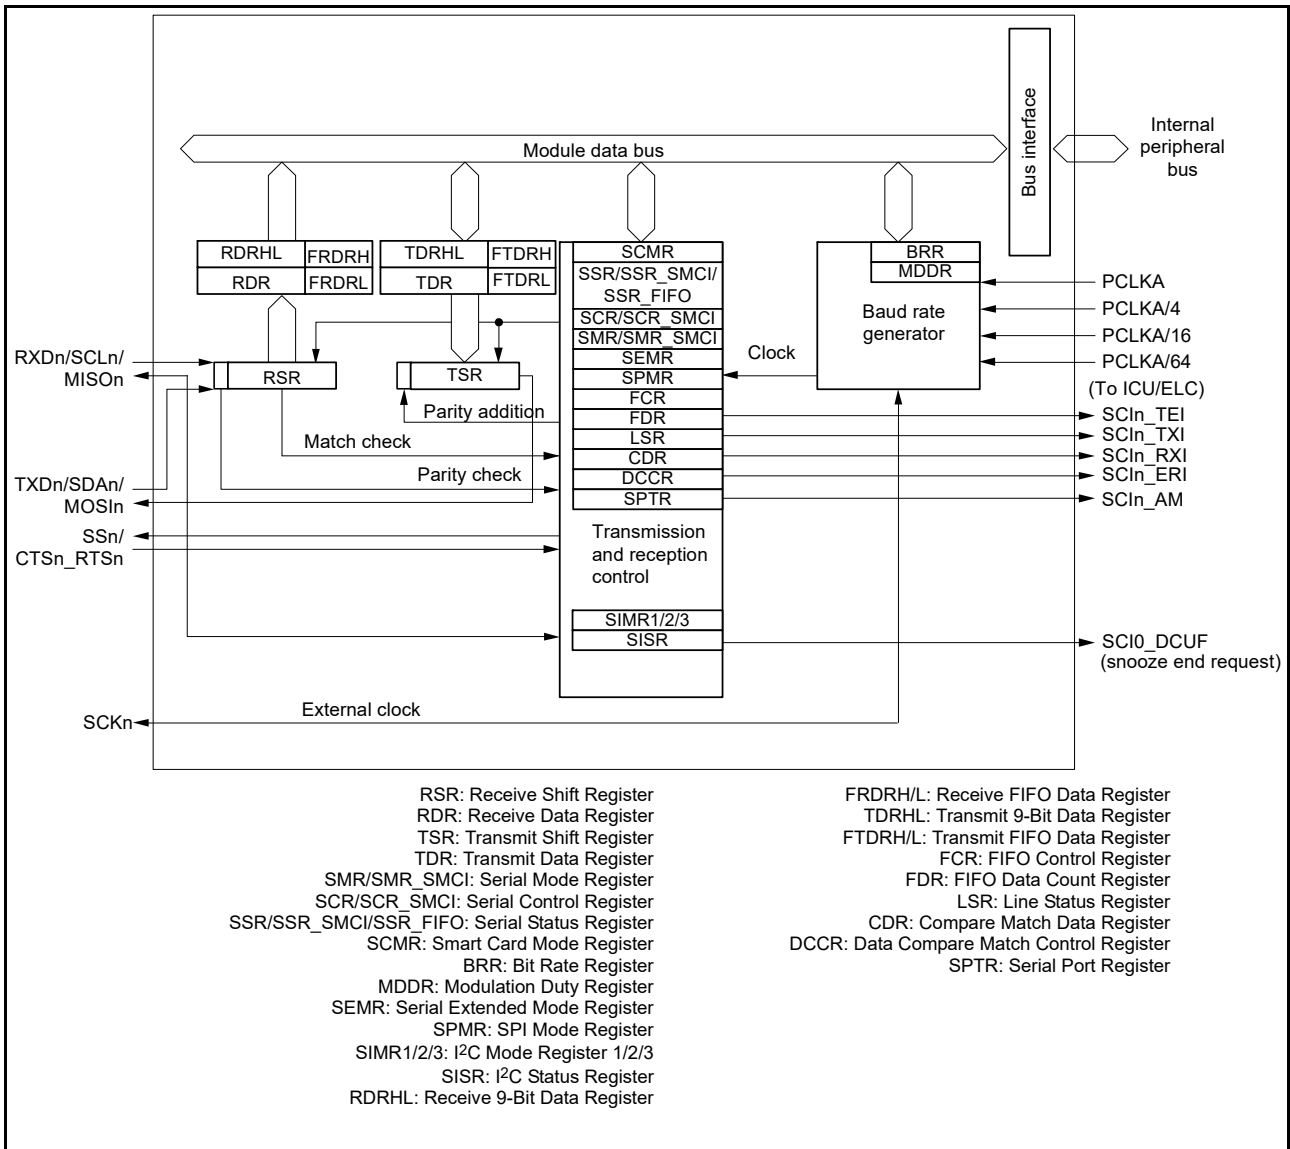 Bus interface
Internal
peripheral
bus
Module data bus
RDRHL
FRDRH
RDR
FRDRL
TDRHL
FTDRH
TDR
FTDRL
SCMR
SSR/SSR_SMCI/
SSR_FIFO
SCR/SCR_SMCI
SMR/SMR_SMCI
SEMR
SPMR
FCR
FDR
LSR
CDR
DCCR
SPTR
Transmission
and reception
control
SIMR1/2/3
SISR
BRR
MDDR
Baud rate
generator
Clock
PCLKA
PCLKA/4
PCLKA/16
PCLKA/64
(To ICU/ELC)
SCIn_TEI
SCIn_TXI
SCIn_RXI
SCIn_ERI
SCIn_AM
SCI0_DCUF
(snooze end request)
RXDn/SCLn/
MISOn
RSR
TSR
Parity addition
Match check
Parity check
TXDn/SDAn/
MOSIn
SSn/
CTSn_RTSn
SCKn
External clock
RSR: Receive Shift Register
RDR: Receive Data Register
TSR: Transmit Shift Register
TDR: Transmit Data Register
SMR/SMR_SMCI: Serial Mode Register
SCR/SCR_SMCI: Serial Control Register
SSR/SSR_SMCI/SSR_FIFO: Serial Status Register
SCMR: Smart Card Mode Register
BRR: Bit Rate Register
MDDR: Modulation Duty Register
SEMR: Serial Extended Mode Register
SPMR: SPI Mode Register
SIMR1/2/3: I2C Mode Register 1/2/3
SISR: I2C Status Register
RDRHL: Receive 9-Bit Data Register
FRDRH/L: Receive FIFO Data Register
TDRHL: Transmit 9-Bit Data Register
FTDRH/L: Transmit FIFO Data Register
FCR: FIFO Control Register
FDR: FIFO Data Count Register
LSR: Line Status Register
CDR: Compare Match Data Register
DCCR: Data Compare Match Control Register
SPTR: Serial Port Register